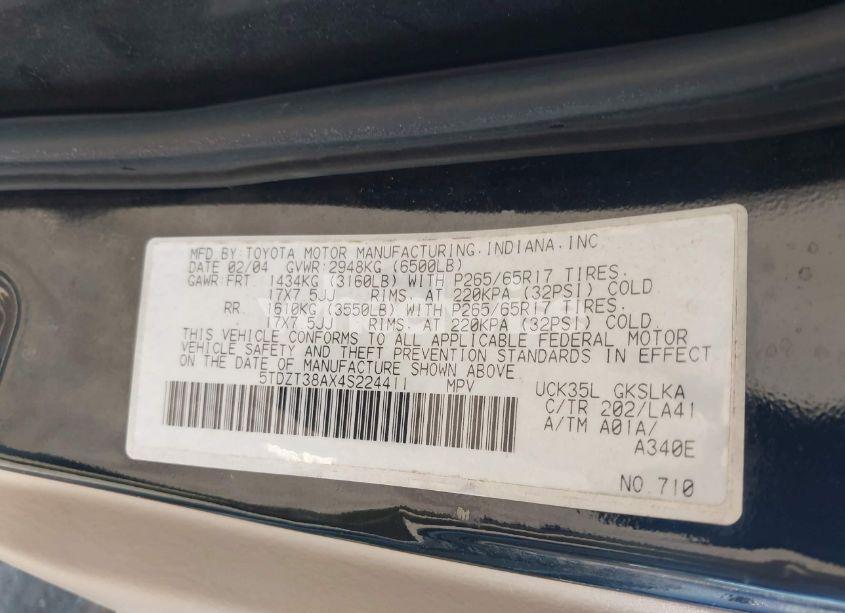 MFD.BY:TOYOTA MOTOR MANUFACTURING.INDIANA.INC
DATE 02/04 GVWR:2948KG (6500LB)
GAWR:FRT. 1434KG (3160LB) WITH P265/65R17 TIRES.
17X7.5JJ RIMS. AT 220KPA (32PSI) COLD
RR. 1610KG (3550LB) WITH P265/65R17 TIRES.
17X7.5JJ RIMS. AT 220KPA (32PSI) COLD.
THIS VEHICLE CONFORMS TO ALL APPLICABLE FEDERAL MOTOR
VEHICLE SAFETY AND THEFT PREVENTION STANDARDS IN EFFECT
ON THE DATE OF MANUFACTURE SHOWN ABOVE
5TDZT38AX4S224411 MPV
UCK35L GKSLKA
C/TR 202/LA41
A/TM A01A/
A340E
NO.710